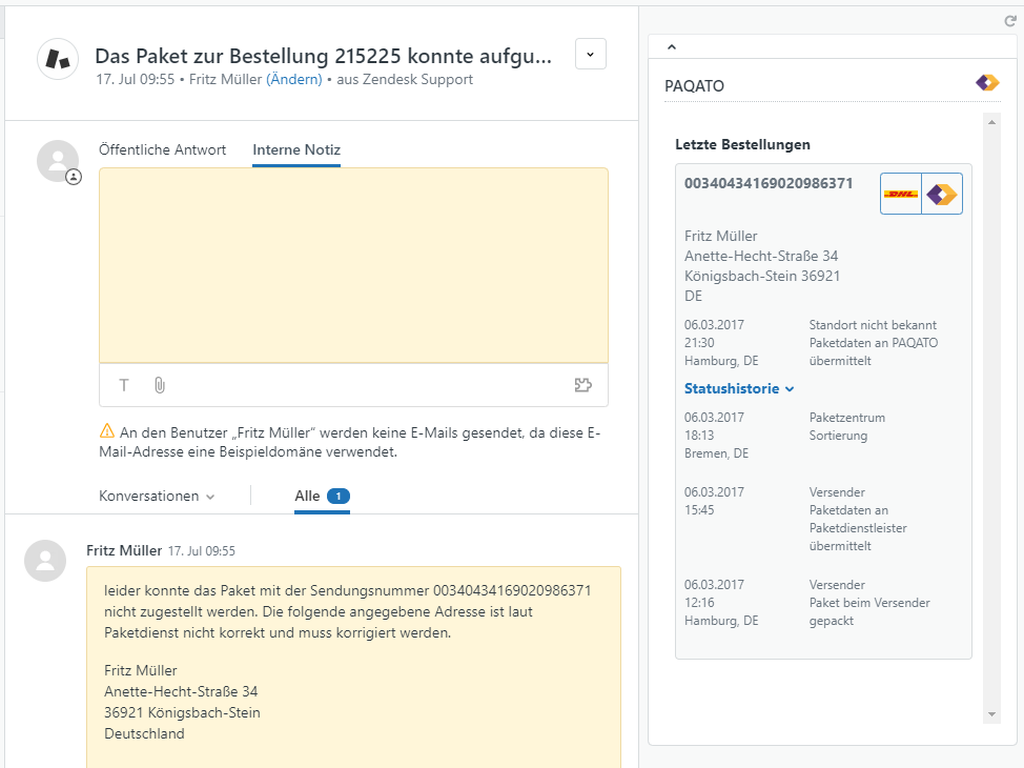 Das Paket zur Bestellung 215225 konnte aufgu...
17. Jul 09:55 • Fritz Müller (Ändern) • aus Zendesk Support
Öffentliche Antwort Interne Notiz
T
An den Benutzer „Fritz Müller“ werden keine E-Mails gesendet, da diese E-
Mail-Adresse eine Beispieldomäne verwendet.
Konversationen Alle 1
Fritz Müller 17. Jul 09:55
leider konnte das Paket mit der Sendungsnummer 00340434169020986371
nicht zugestellt werden. Die folgende angegebene Adresse ist laut
Paketdienst nicht korrekt und muss korrigiert werden.
Fritz Müller
Anette-Hecht-Straße 34
36921 Königsbach-Stein
Deutschland
PAQATO
Letzte Bestellungen
00340434169020986371
DHL
Fritz Müller
Anette-Hecht-Straße 34
Königsbach-Stein 36921
DE
06.03.2017 Standort nicht bekannt
21:30 Paketdaten an PAQATO
Hamburg, DE übermittelt
Statushistorie
06.03.2017 Paketzentrum
18:13 Sortierung
Bremen, DE
06.03.2017 Versender
15:45 Paketdaten an
Paketdienstleister
übermittelt
06.03.2017 Versender
12:16 Paket beim Versender
Hamburg, DE gepackt